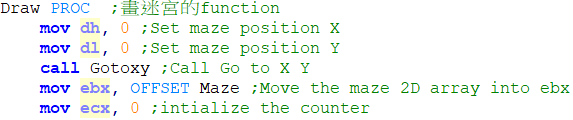 Draw PROC  ;畫迷宮的function
    mov dh, 0 ;Set maze position X
    mov dl, 0 ;Set maze position Y
    call Gotoxy ;Call Go to X Y
    mov ebx, OFFSET Maze ;Move the maze 2D array into ebx
    mov ecx, 0 ;intialize the counter